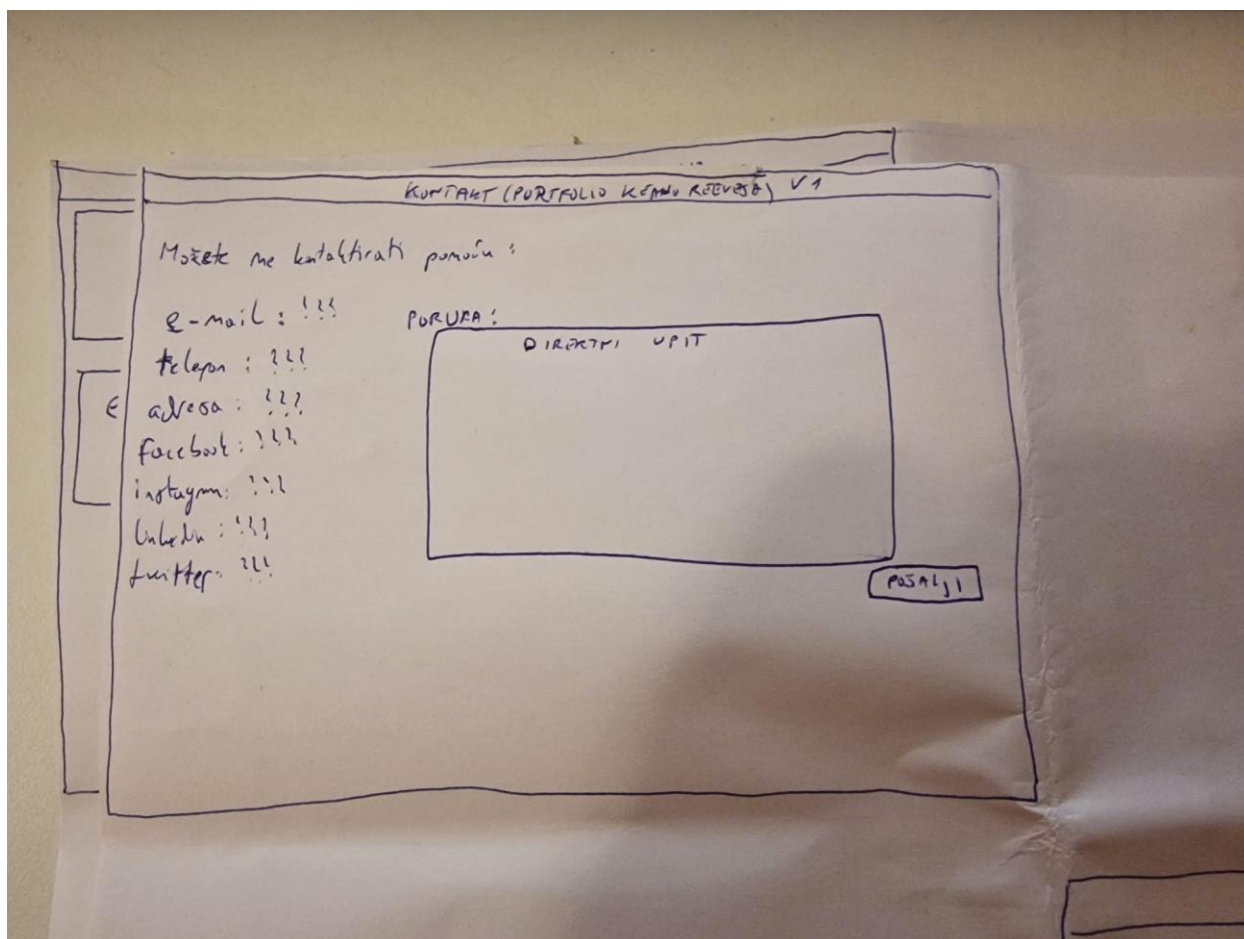 KONTAKT (PORTFOLIO KEANU REEVESA) V1
Možete me kontaktirati pomoću:
e-mail: ???
PORUKA:
DIREKTNI UPIT
telefon: ???
adresa: ???
E
facebook: ???
instagram: ???
linkedin: ???
twitter: ???
POŠALJI